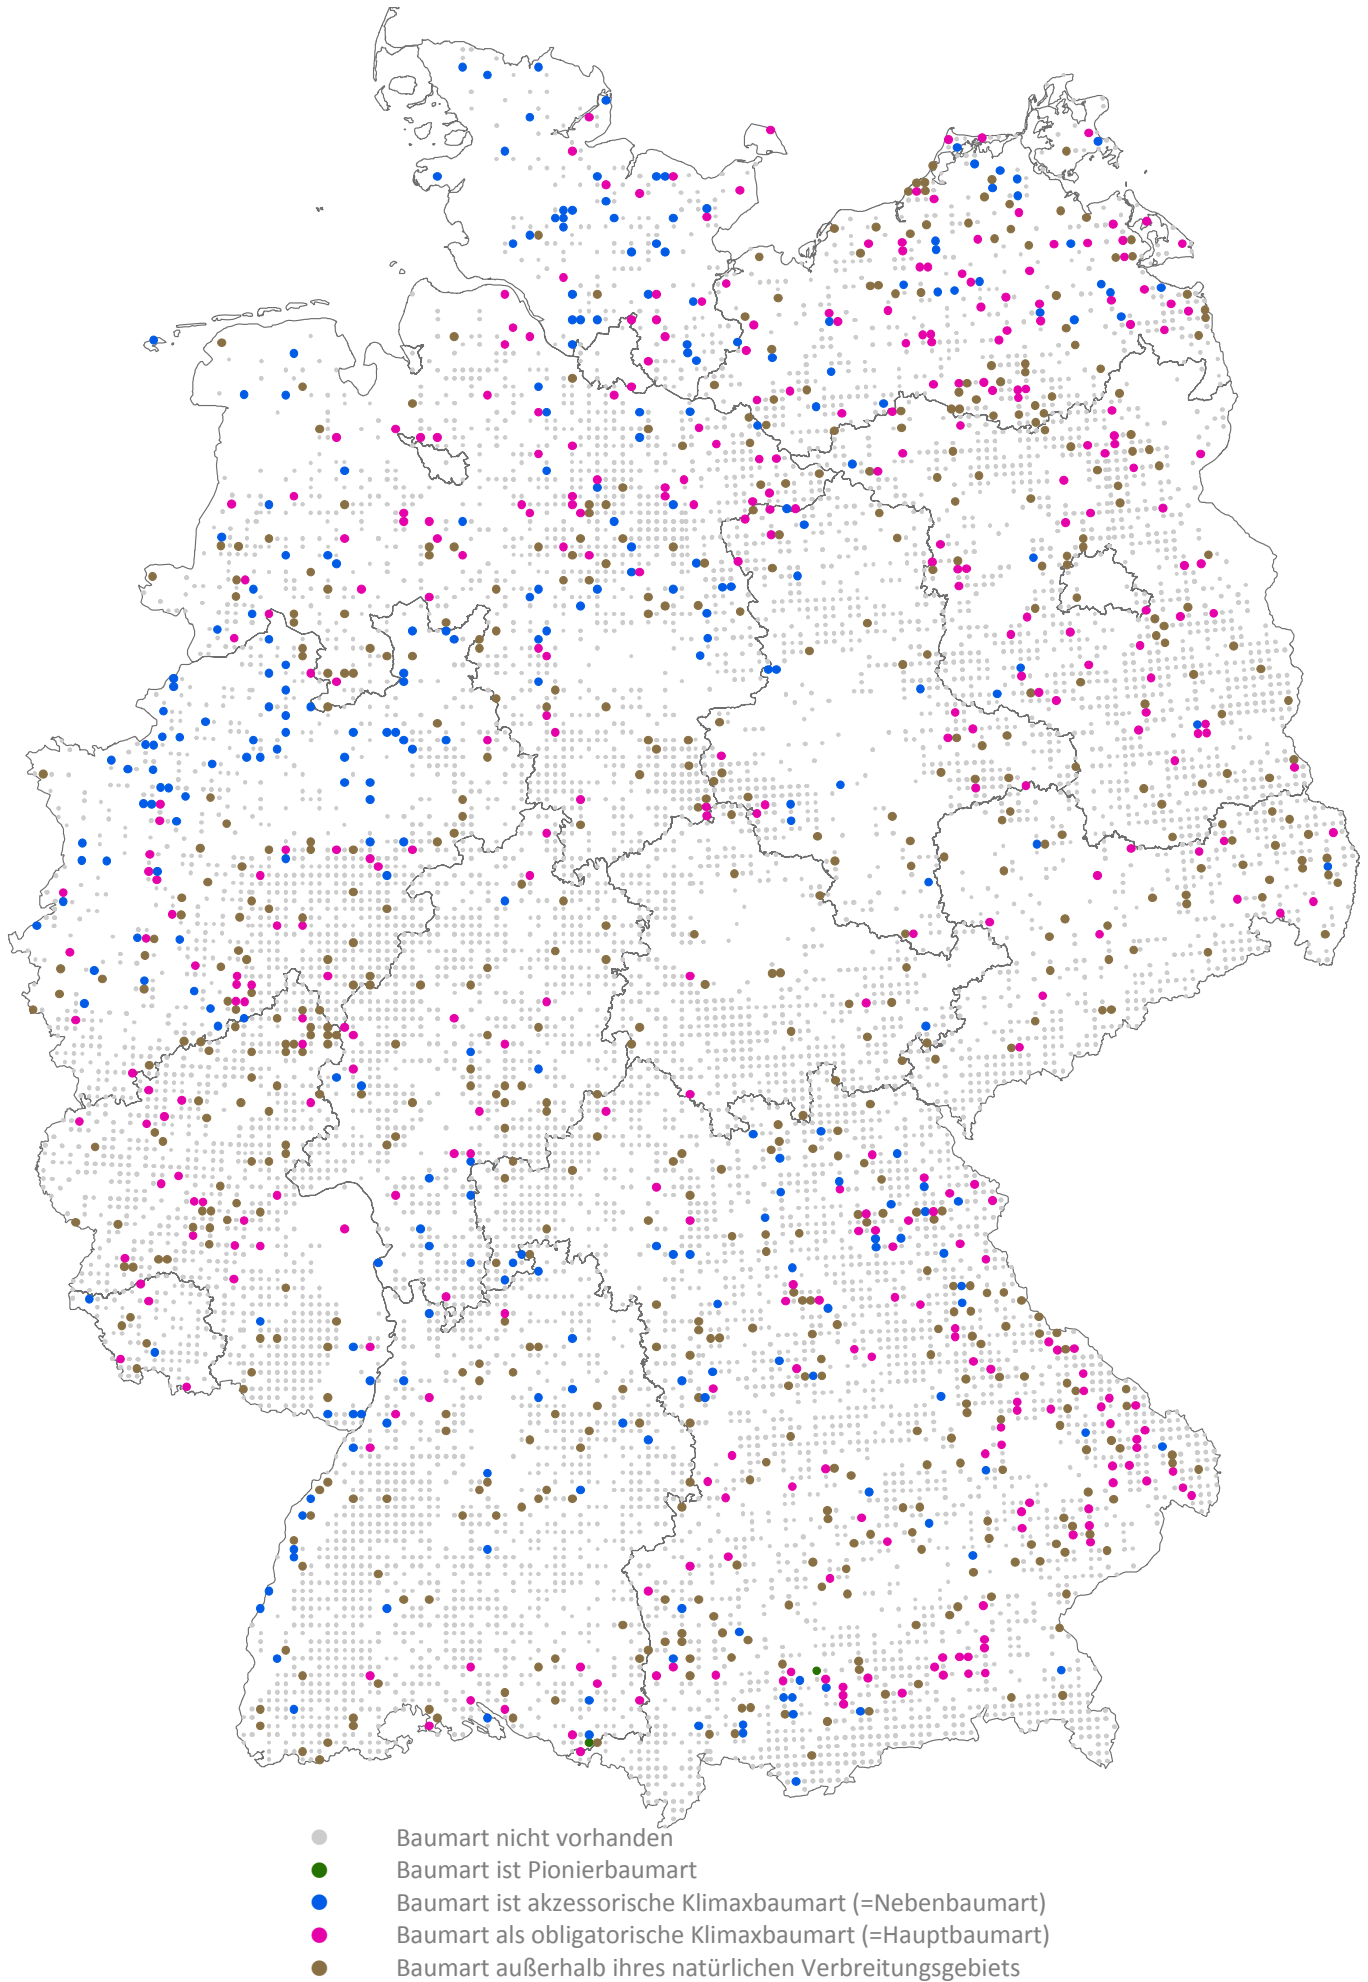 Baumart nicht vorhanden
Baumart ist Pionierbaumart
Baumart ist akzessorische Klimaxbaumart (=Nebenbaumart)
Baumart als obligatorische Klimaxbaumart (=Hauptbaumart)
Baumart außerhalb ihres natürlichen Verbreitungsgebiets